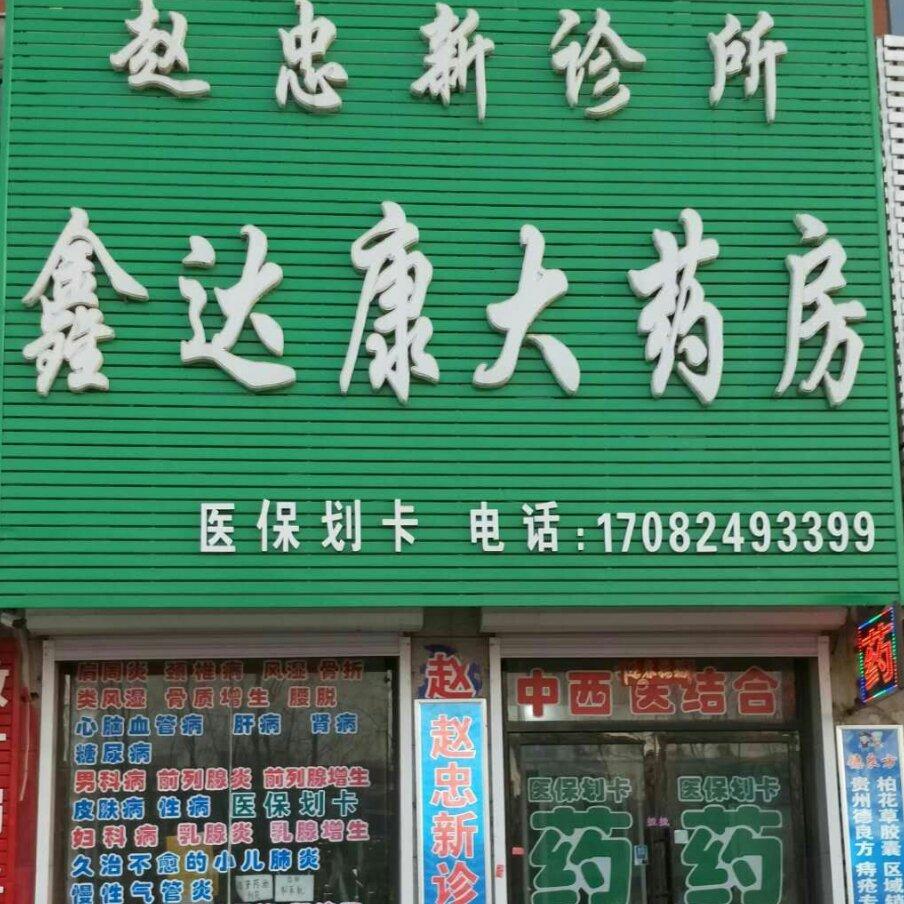 赵忠新诊所
鑫达康大药房
医保划卡 电话:17082493399
药
肩周炎 颈椎病 风湿 骨折
类风湿 骨质增生 腰脱
心脑血管病 肝病 肾病
糖尿病
男科病 前列腺炎 前列腺增生
皮肤病 性病 医保划卡
妇科病 乳腺炎 乳腺增生
久治不愈的小儿肺炎
慢性气管炎
赵
赵忠新诊
中西医结合
医保划卡
药
医保划卡
药
德良方
贵州德良方
柏花草胶囊
痔疮专
区域